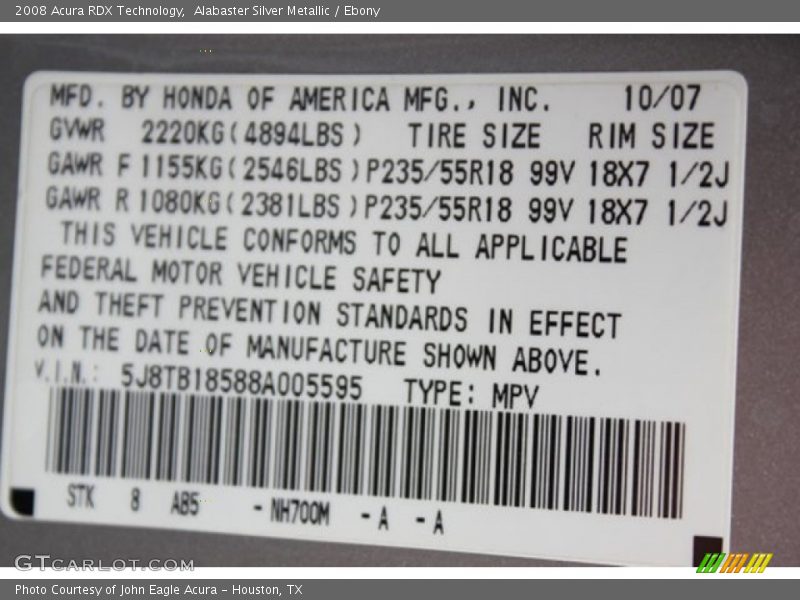 2008 Acura RDX Technology,  Alabaster Silver Metallic / Ebony
MFD. BY HONDA OF AMERICA MFG., INC. 10/07
GVWR 2220KG(4894LBS) TIRE SIZE RIM SIZE
GAWR F 1155KG(2546LBS) P235/55R18 99V 18X7 1/2J
GAWR R 1080KG(2381LBS) P235/55R18 99V 18X7 1/2J
THIS VEHICLE CONFORMS TO ALL APPLICABLE
FEDERAL MOTOR VEHICLE SAFETY
AND THEFT PREVENTION STANDARDS IN EFFECT
ON THE DATE OF MANUFACTURE SHOWN ABOVE.
V.I.N.: 5J8TB18588A005595 TYPE: MPV
STK 8 AB5 -NH700M -A -A
GTCARLOT.COM
Photo Courtesy of John Eagle Acura - Houston, TX